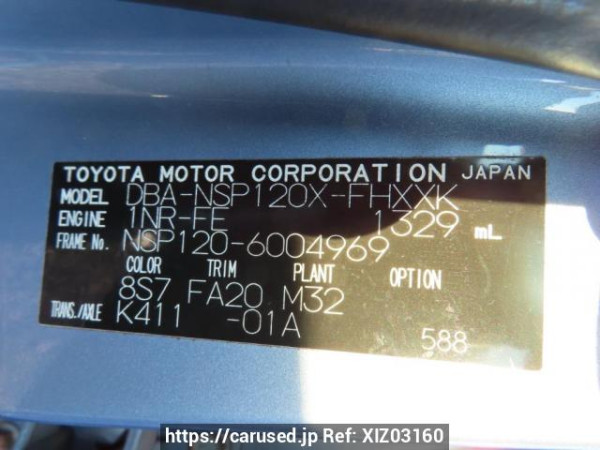 TOYOTA MOTOR CORPORATION JAPAN
MODEL DBA-NSP120X-FHXXK
ENGINE 1NR-FE 1329 mL
FRAME No. NSP120-6004969
COLOR TRIM PLANT
8S7 FA20 M32
TRANS./AXLE K411 -01A
588
https://carused.jp Ref: XIZ03160